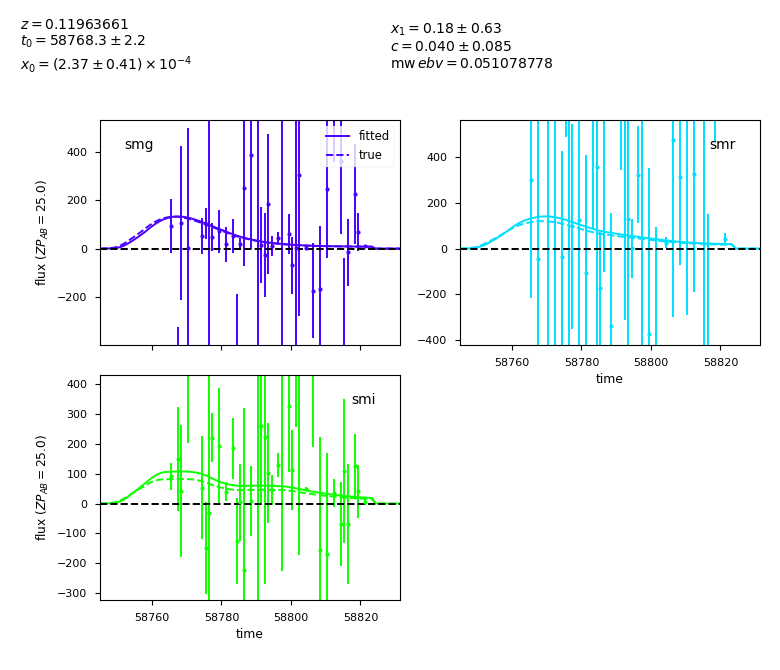 z = 0.11963661
t₀ = 58768.3 ± 2.2
x₀ = (2.37 ± 0.41) × 10⁻⁴
x₁ = 0.18 ± 0.63
c = 0.040 ± 0.085
mw ebv = 0.051078778
smg
fitted
true
400
200
0
−200
flux (ZP_AB = 25.0)
smr
400
200
0
−200
−400
58760 58780 58800 58820
time
smi
400
300
200
100
0
−100
−200
−300
flux (ZP_AB = 25.0)
58760 58780 58800 58820
time